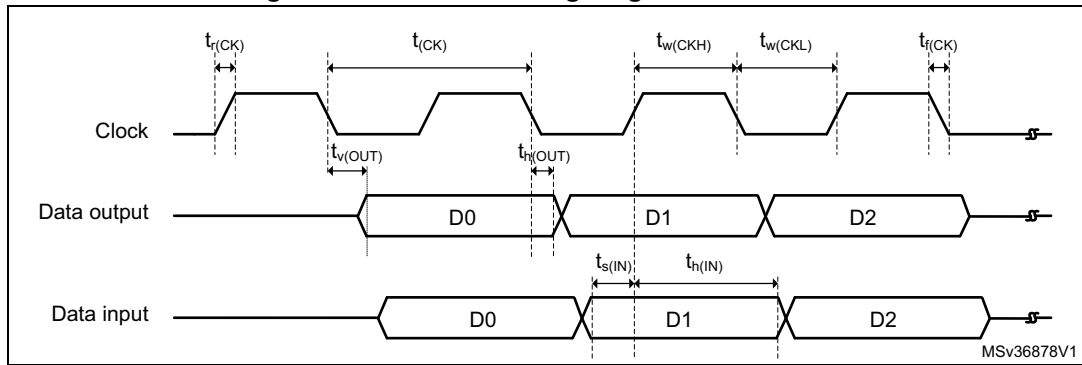 t_r(CK) t_(CK) t_w(CKH) t_w(CKL) t_f(CK)
Clock
t_v(OUT) t_h(OUT)
Data output D0 D1 D2
t_s(IN) t_h(IN)
Data input D0 D1 D2
MSv36878V1